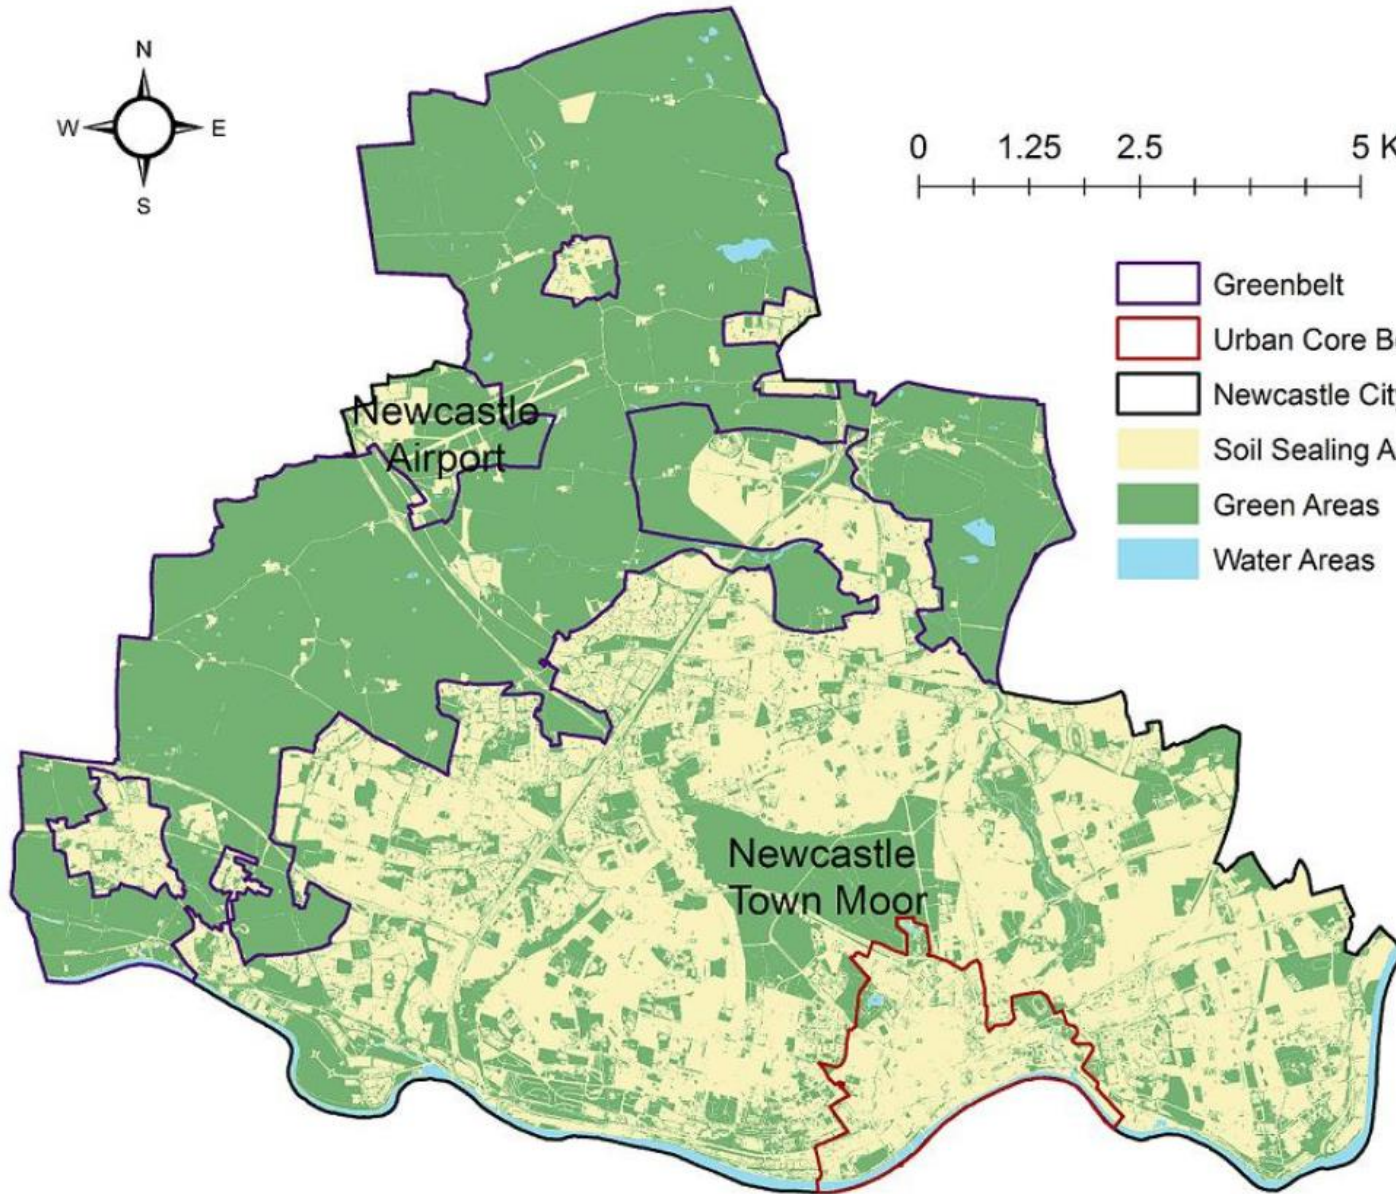 N
W E
S
0 1.25 2.5 5 K
Greenbelt
Urban Core B
Newcastle Cit
Soil Sealing A
Green Areas
Water Areas
Newcastle
Airport
Newcastle
Town Moor